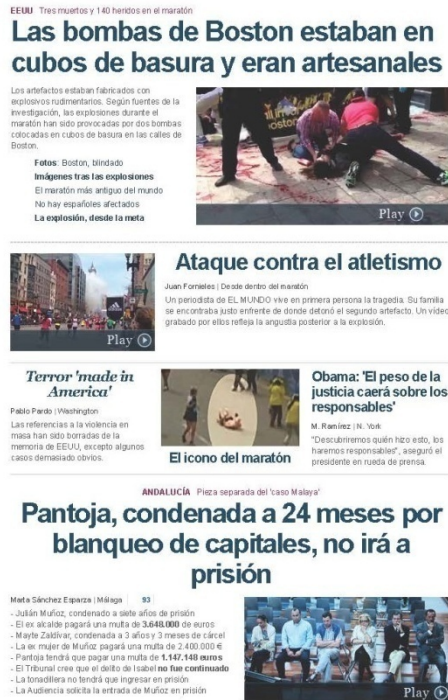 EEUU Tres muertos y 140 heridos en el maratón
Las bombas de Boston estaban en
cubos de basura y eran artesanales
Los artefactos estaban fabricados con
explosivos rudimentarios. Según fuentes de la
investigación, las explosiones durante el
maratón han sido provocadas por dos bombas
colocadas en cubos de basura en las calles de
Boston.
Fotos: Boston, blindado
Imágenes tras las explosiones
El maratón más antiguo del mundo
No hay españoles afectados
La explosión, desde la meta
Play
Ataque contra el atletismo
Juan Fornieles | Desde dentro del maratón
Un periodista de EL MUNDO vive en primera persona la tragedia. Su familia
se encontraba justo enfrente de donde detonó el segundo artefacto. Un vídeo
grabado por ellos refleja la angustia posterior a la explosión.
Play
Terror 'made in
America'
Pablo Pardo | Washington
Las referencias a la violencia en
masa han sido borradas de la
memoria de EEUU, excepto algunos
casos demasiado obvios.
El icono del maratón
Obama: 'El peso de la
justicia caerá sobre los
responsables'
M. Ramírez | N. York
"Descubriremos quién hizo esto, los
haremos responsables", aseguró el
presidente en rueda de prensa.
ANDALUCÍA Pieza separada del 'caso Malaya'
Pantoja, condenada a 24 meses por
blanqueo de capitales, no irá a
prisión
Marta Sánchez Esparza | Málaga 93
- Julián Muñoz, condenado a siete años de prisión
- El ex alcalde pagará una multa de 3.648.000 de euros
- Mayte Zaldívar, condenada a 3 años y 3 meses de cárcel
- La ex mujer de Muñoz pagará una multa de 2.400.000 €
- Pantoja tendrá que pagar una multa de 1.147.148 euros
- El Tribunal cree que el delito de Isabel no fue continuado
- La tonadillera no tendrá que ingresar en prisión
- La Audiencia solicita la entrada de Muñoz en prisión
Play